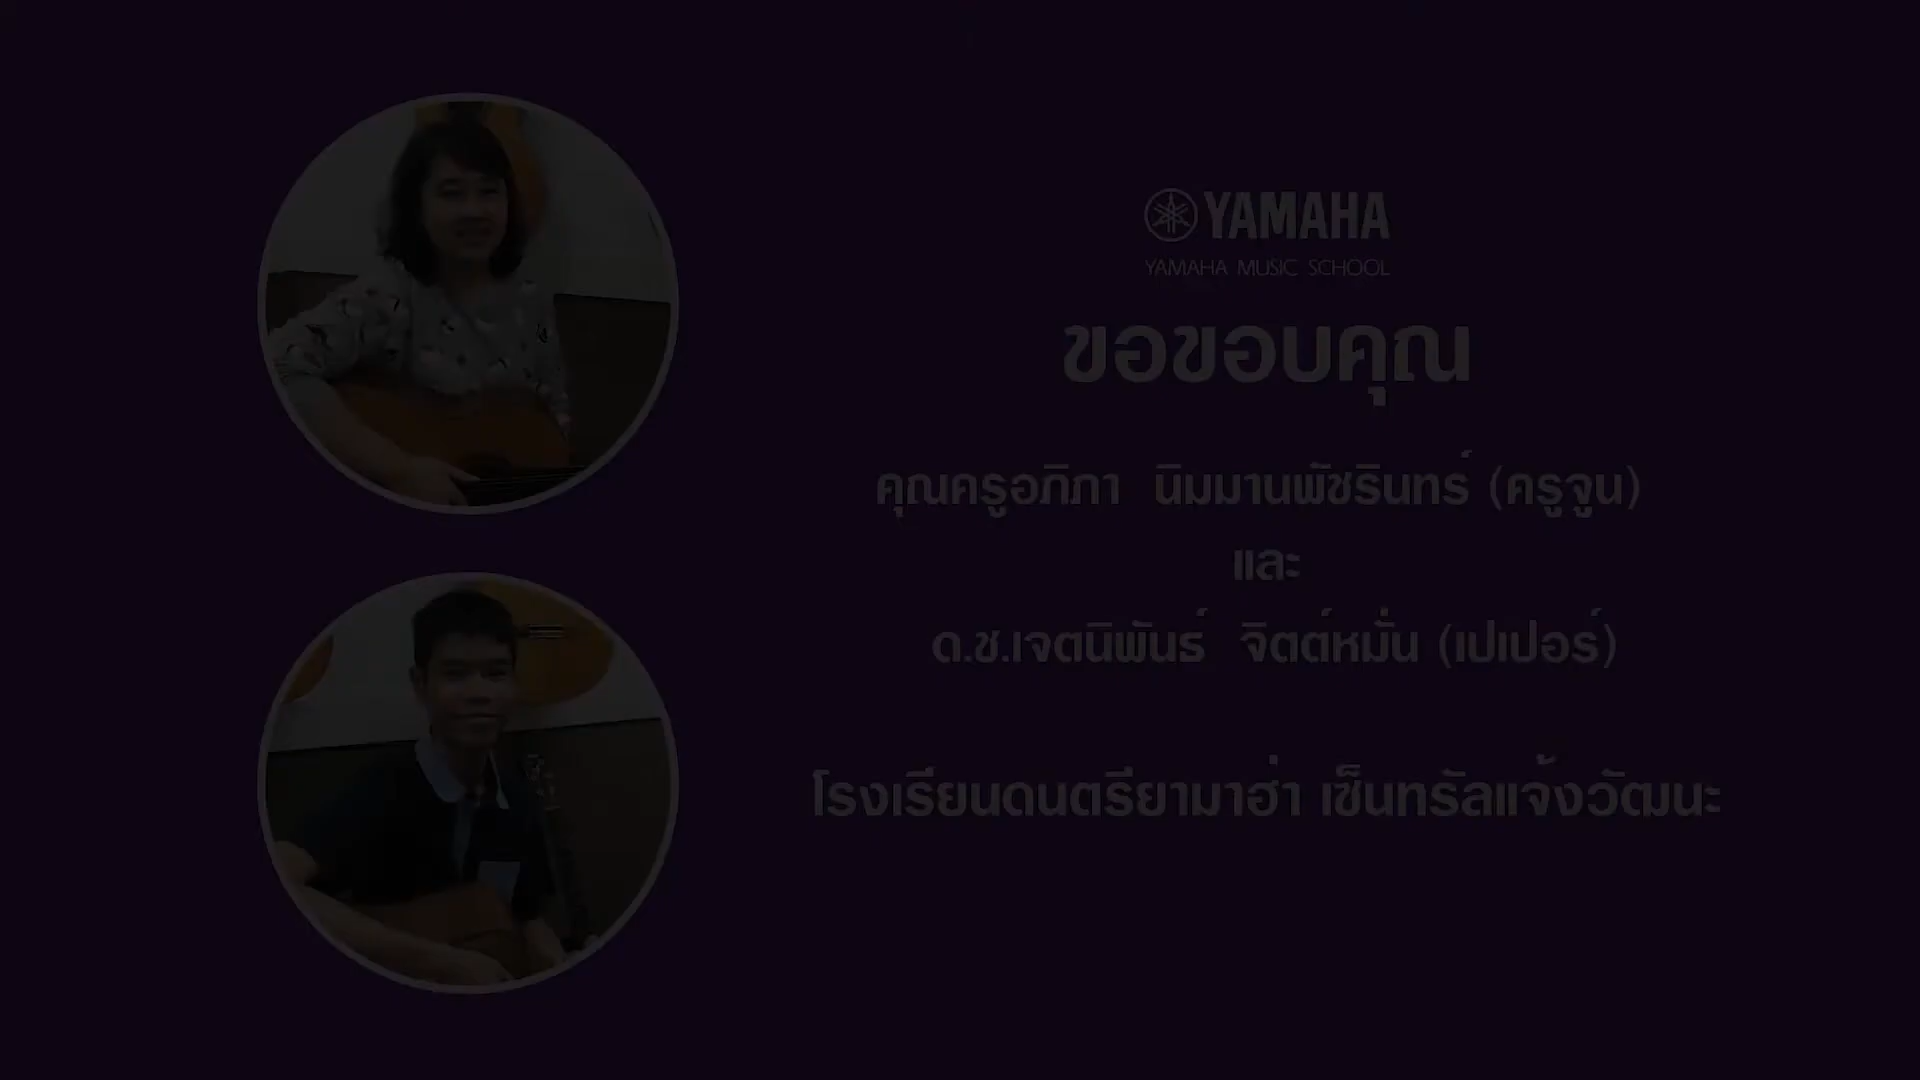 YAMAHA
YAMAHA MUSIC SCHOOL
ขอขอบคุณ
คุณครูอภิภา นิมมานพัชรินทร์ (ครูจูน)
และ
ด.ช.เจตนิพันธ์ จิตต์หมั่น (เปเปอร์)
โรงเรียนดนตรียามาฮ่า เซ็นทรัลแจ้งวัฒนะ